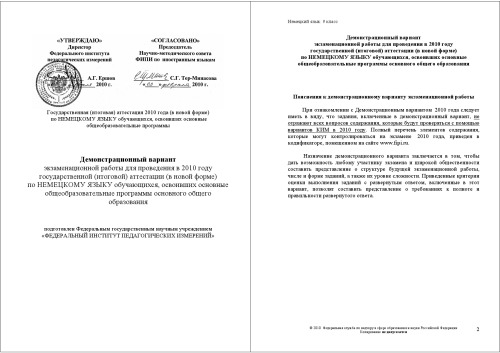 «УТВЕРЖДАЮ»
Директор
Федерального института
педагогических измерений
А.Г. Ершов
2010 г.
«СОГЛАСОВАНО»
Председатель
Научно-методического совета
ФИПИ по иностранным языкам
С.Г. Тер-Минасова
2010 г.
Государственная (итоговая) аттестация 2010 года (в новой форме)
по НЕМЕЦКОМУ ЯЗЫКУ обучающихся, освоивших основные
общеобразовательные программы
Демонстрационный вариант
экзаменационной работы для проведения в 2010 году
государственной (итоговой) аттестации (в новой форме)
по НЕМЕЦКОМУ ЯЗЫКУ обучающихся, освоивших основные
общеобразовательные программы основного общего
образования
подготовлен Федеральным государственным научным учреждением
«ФЕДЕРАЛЬНЫЙ ИНСТИТУТ ПЕДАГОГИЧЕСКИХ ИЗМЕРЕНИЙ»
Немецкий язык. 9 класс
Демонстрационный вариант
экзаменационной работы для проведения в 2010 году
государственной (итоговой) аттестации (в новой форме)
по НЕМЕЦКОМУ ЯЗЫКУ обучающихся, освоивших основные
общеобразовательные программы основного общего образования
Пояснения к демонстрационному варианту экзаменационной работы
При ознакомлении с Демонстрационным вариантом 2010 года следует
иметь в виду, что задания, включённые в демонстрационный вариант, не
отражают всех вопросов содержания, которые будут проверяться с помощью
вариантов КИМ в 2010 году. Полный перечень элементов содержания,
которые могут контролироваться на экзамене 2010 года, приведен в
кодификаторе, помещенном на сайте www.fipi.ru.
Назначение демонстрационного варианта заключается в том, чтобы
дать возможность любому участнику экзамена и широкой общественности
составить представление о структуре будущей экзаменационной работы,
числе и форме заданий, а также их уровне сложности. Приведённые критерии
оценки выполнения заданий с развёрнутым ответом, включённые в этот
вариант, позволят составить представление о требованиях к полноте и
правильности развернутого ответа.
© 2010 Федеральная служба по надзору в сфере образования и науки Российской Федерации
Копирование не допускается
2